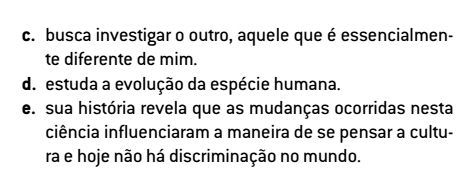 c. busca investigar o outro, aquele que é essencialmen-
te diferente de mim.
d. estuda a evolução da espécie humana.
e. sua história revela que as mudanças ocorridas nesta
ciência influenciaram a maneira de se pensar a cultu-
ra e hoje não há discriminação no mundo.